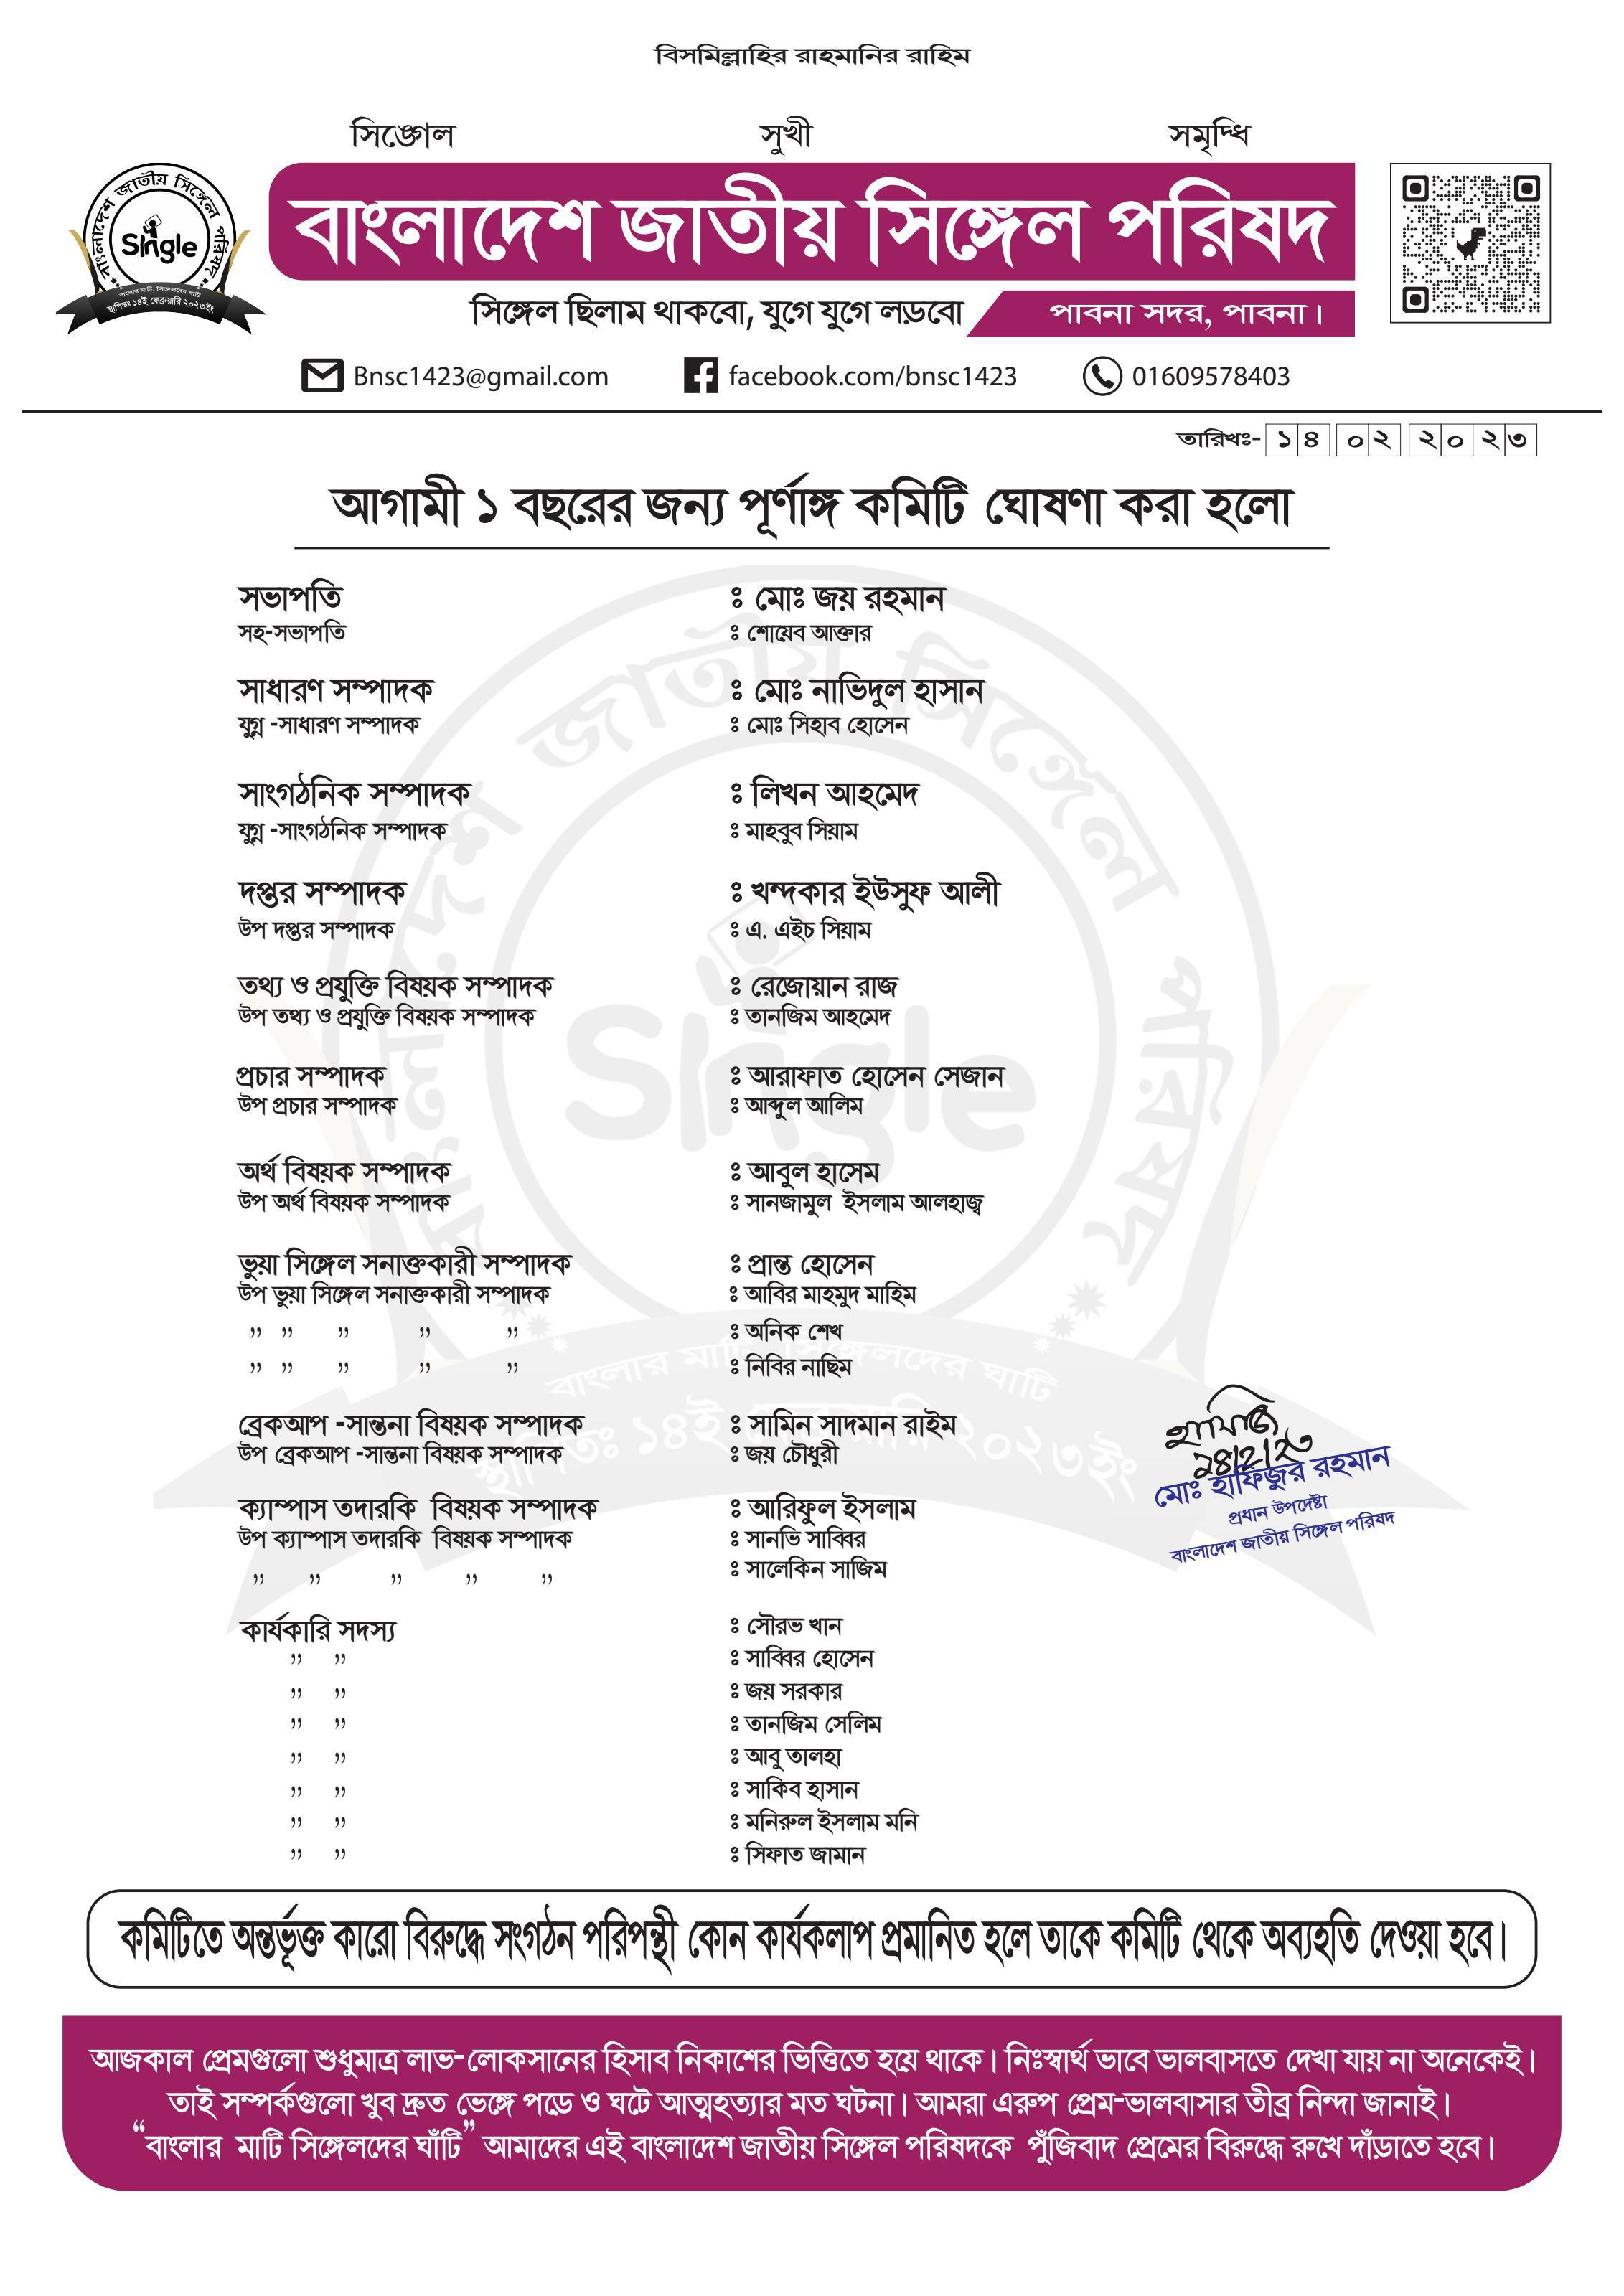 বিসমিল্লাহির রাহমানির রাহিম
সিঙ্গেল সুখী সমৃদ্ধি
বাংলাদেশ জাতীয় সিঙ্গেল পরিষদ
বাংলাদেশ জাতীয় সিঙ্গেল পরিষদ
Single
বাংলার মাটি, সিঙ্গেলদের ঘাটি
স্থাপিতঃ ১৪ই ফেব্রুয়ারি ২০২৩ইং
সিঙ্গেল ছিলাম থাকবো, যুগে যুগে লড়বো
পাবনা সদর, পাবনা।
Bnsc1423@gmail.com facebook.com/bnsc1423 01609578403
তারিখঃ- ১৪ ০২ ২০২৩
আগামী ১ বছরের জন্য পূর্ণাঙ্গ কমিটি ঘোষণা করা হলো
সভাপতি ঃ মোঃ জয় রহমান
সহ-সভাপতি ঃ শোয়েব আক্তার
সাধারণ সম্পাদক ঃ মোঃ নাভিদুল হাসান
যুগ্ন -সাধারণ সম্পাদক ঃ মোঃ সিহাব হোসেন
সাংগঠনিক সম্পাদক ঃ লিখন আহমেদ
যুগ্ন -সাংগঠনিক সম্পাদক ঃ মাহবুব সিয়াম
দপ্তর সম্পাদক ঃ খন্দকার ইউসুফ আলী
উপ দপ্তর সম্পাদক ঃ এ. এইচ সিয়াম
তথ্য ও প্রযুক্তি বিষয়ক সম্পাদক ঃ রেজোয়ান রাজ
উপ তথ্য ও প্রযুক্তি বিষয়ক সম্পাদক ঃ তানজিম আহমেদ
প্রচার সম্পাদক ঃ আরাফাত হোসেন সেজান
উপ প্রচার সম্পাদক ঃ আব্দুল আলিম
অর্থ বিষয়ক সম্পাদক ঃ আবুল হাসেম
উপ অর্থ বিষয়ক সম্পাদক ঃ সানজামুল ইসলাম আলহাজ্ব
ভুয়া সিঙ্গেল সনাক্তকারী সম্পাদক ঃ প্রান্ত হোসেন
উপ ভুয়া সিঙ্গেল সনাক্তকারী সম্পাদক ঃ আবির মাহমুদ মাহিম
” ” ” ” ” ঃ অনিক শেখ
” ” ” ” ” ঃ নিবির নাছিম
ব্রেকআপ -সান্তনা বিষয়ক সম্পাদক ঃ সামিন সাদমান রাইম
উপ ব্রেকআপ -সান্তনা বিষয়ক সম্পাদক ঃ জয় চৌধুরী
ক্যাম্পাস তদারকি বিষয়ক সম্পাদক ঃ আরিফুল ইসলাম
উপ ক্যাম্পাস তদারকি বিষয়ক সম্পাদক ঃ সানভি সাব্বির
” ” ” ” ” ঃ সালেকিন সাজিম
হাফিজ
১৪/২/২৩
মোঃ হাফিজুর রহমান
প্রধান উপদেষ্টা
বাংলাদেশ জাতীয় সিঙ্গেল পরিষদ
কার্যকারি সদস্য ঃ সৌরভ খান
” ” ঃ সাব্বির হোসেন
” ” ঃ জয় সরকার
” ” ঃ তানজিম সেলিম
” ” ঃ আবু তালহা
” ” ঃ সাকিব হাসান
” ” ঃ মনিরুল ইসলাম মনি
” ” ঃ সিফাত জামান
কমিটিতে অন্তর্ভূক্ত কারো বিরুদ্ধে সংগঠন পরিপন্থী কোন কার্যকলাপ প্রমানিত হলে তাকে কমিটি থেকে অব্যহতি দেওয়া হবে।
আজকাল প্রেমগুলো শুধুমাত্র লাভ-লোকসানের হিসাব নিকাশের ভিত্তিতে হয়ে থাকে। নিঃস্বার্থ ভাবে ভালবাসতে দেখা যায় না অনেকেই।
তাই সম্পর্কগুলো খুব দ্রুত ভেঙ্গে পড়ে ও ঘটে আত্মহত্যার মত ঘটনা। আমরা এরুপ প্রেম-ভালবাসার তীব্র নিন্দা জানাই।
“বাংলার মাটি সিঙ্গেলদের ঘাঁটি” আমাদের এই বাংলাদেশ জাতীয় সিঙ্গেল পরিষদকে পুঁজিবাদ প্রেমের বিরুদ্ধে রুখে দাঁড়াতে হবে।